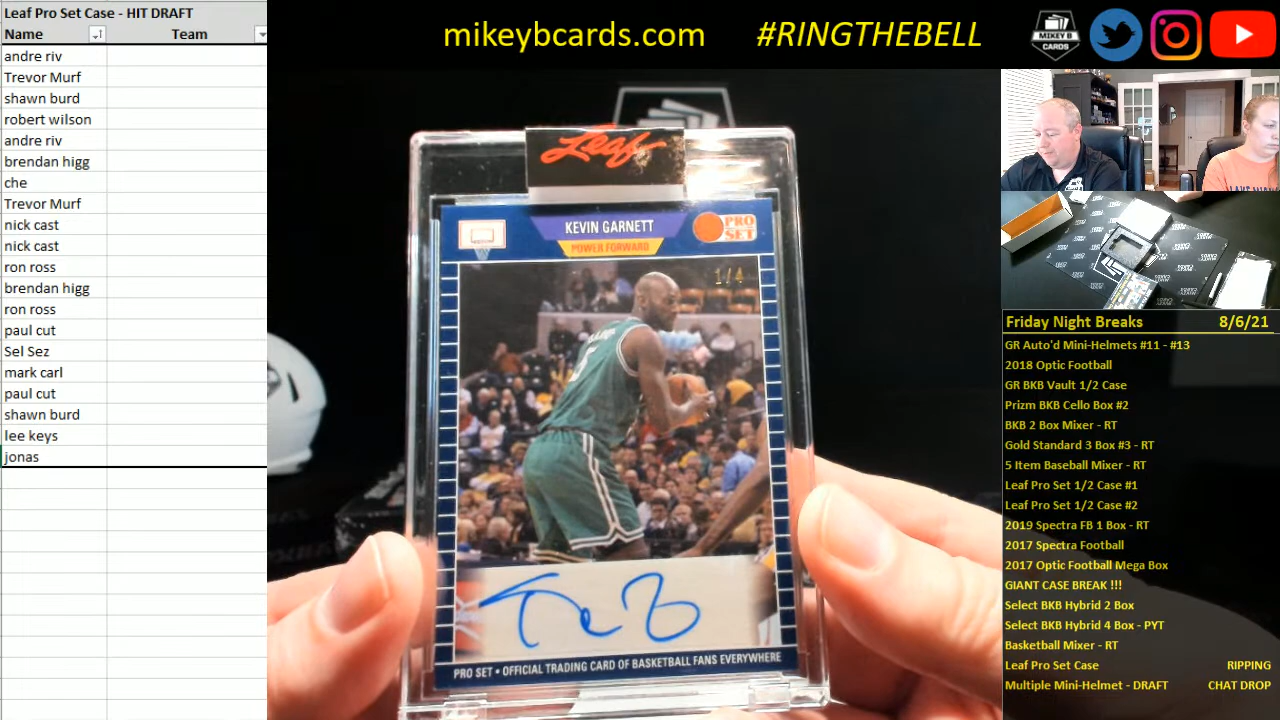 Leaf Pro Set Case - HIT DRAFT
Name Team
andre riv
Trevor Murf
shawn burd
robert wilson
andre riv
brendan higg
che
Trevor Murf
nick cast
nick cast
ron ross
brendan higg
ron ross
paul cut
Sel Sez
mark carl
paul cut
shawn burd
lee keys
jonas
mikeybcards.com #RINGTHEBELL
MIKEY B
CARDS
Leaf
KEVIN GARNETT
POWER FORWARD
PRO
SET
1/4
5
PRO SET • OFFICIAL TRADING CARD OF BASKETBALL FANS EVERYWHERE
Friday Night Breaks 8/6/21
GR Auto'd Mini-Helmets #11 - #13
2018 Optic Football
GR BKB Vault 1/2 Case
Prizm BKB Cello Box #2
BKB 2 Box Mixer - RT
Gold Standard 3 Box #3 - RT
5 Item Baseball Mixer - RT
Leaf Pro Set 1/2 Case #1
Leaf Pro Set 1/2 Case #2
2019 Spectra FB 1 Box - RT
2017 Spectra Football
2017 Optic Football Mega Box
GIANT CASE BREAK !!!
Select BKB Hybrid 2 Box
Select BKB Hybrid 4 Box - PYT
Basketball Mixer - RT
Leaf Pro Set Case RIPPING
Multiple Mini-Helmet - DRAFT CHAT DROP